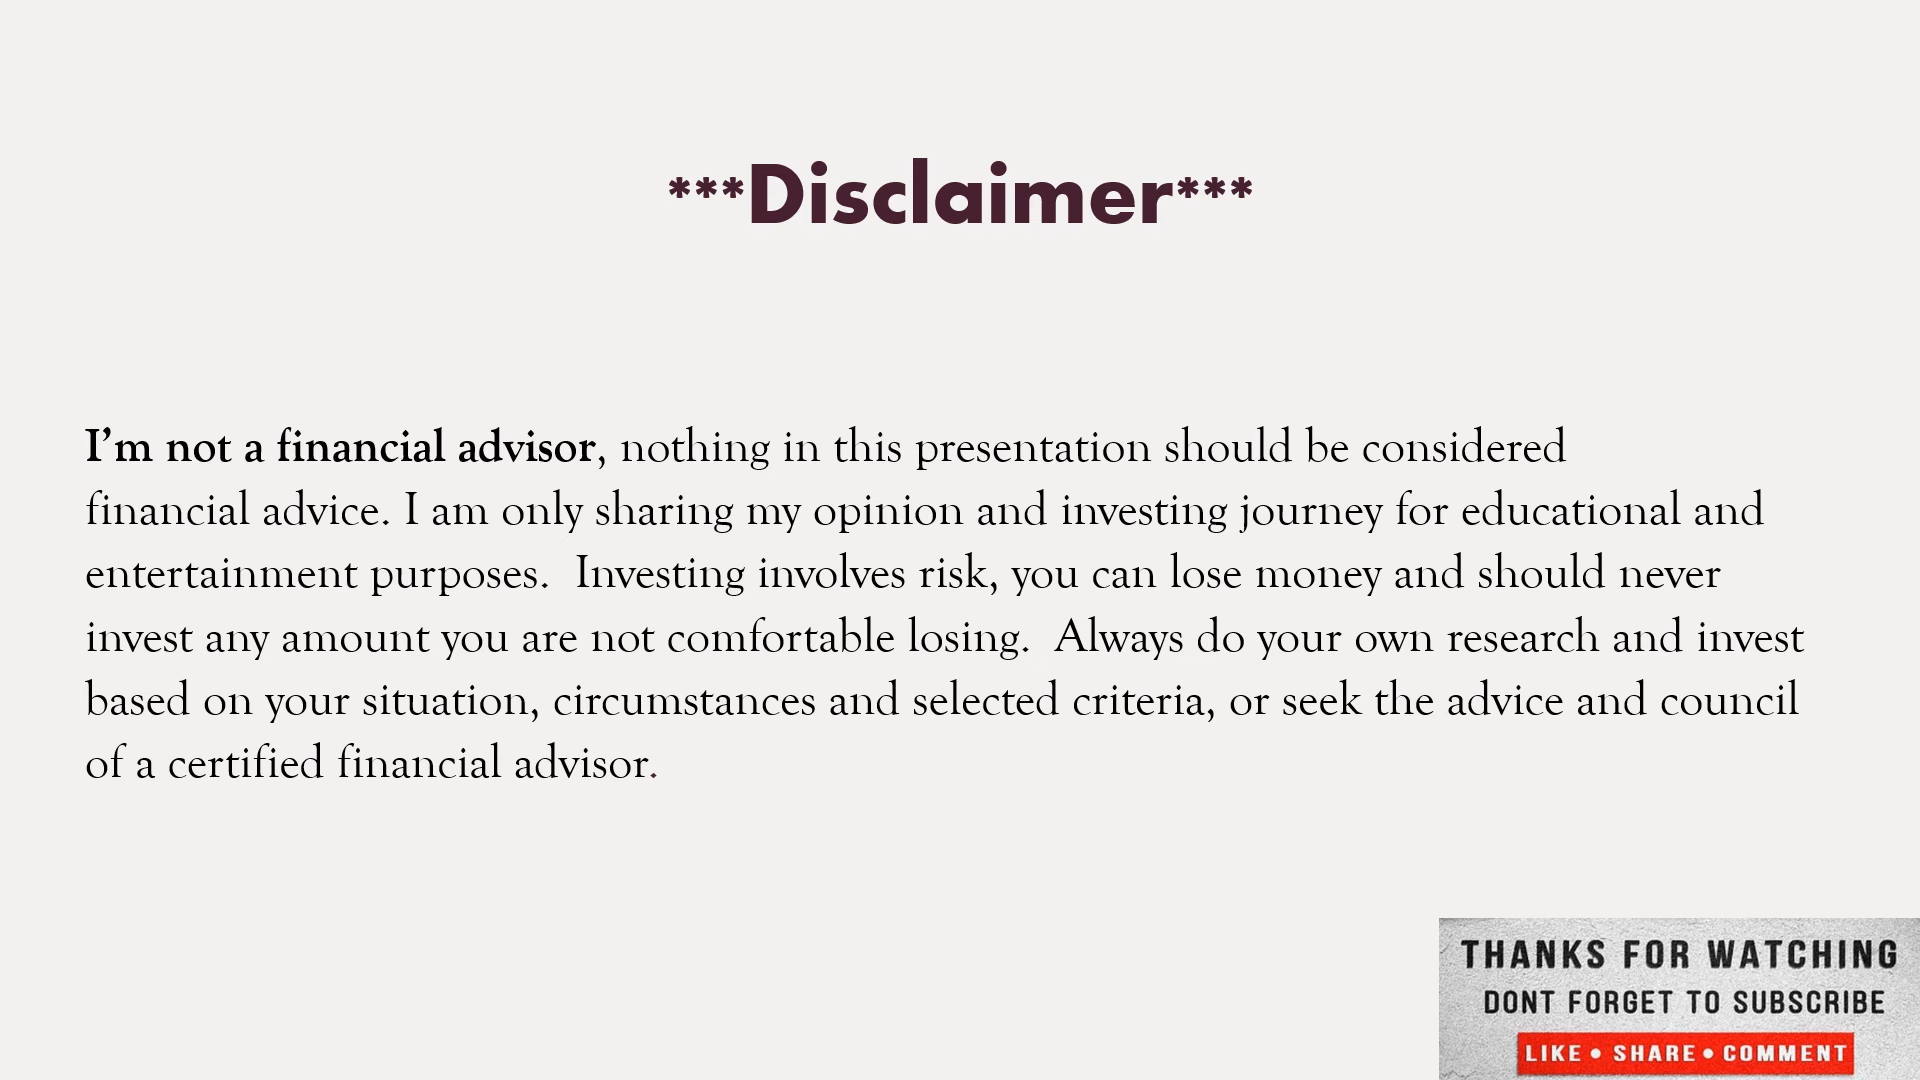 ***Disclaimer***
I’m not a financial advisor, nothing in this presentation should be considered
financial advice. I am only sharing my opinion and investing journey for educational and
entertainment purposes.  Investing involves risk, you can lose money and should never
invest any amount you are not comfortable losing.  Always do your own research and invest
based on your situation, circumstances and selected criteria, or seek the advice and council
of a certified financial advisor.
THANKS FOR WATCHING
DONT FORGET TO SUBSCRIBE
LIKE • SHARE • COMMENT